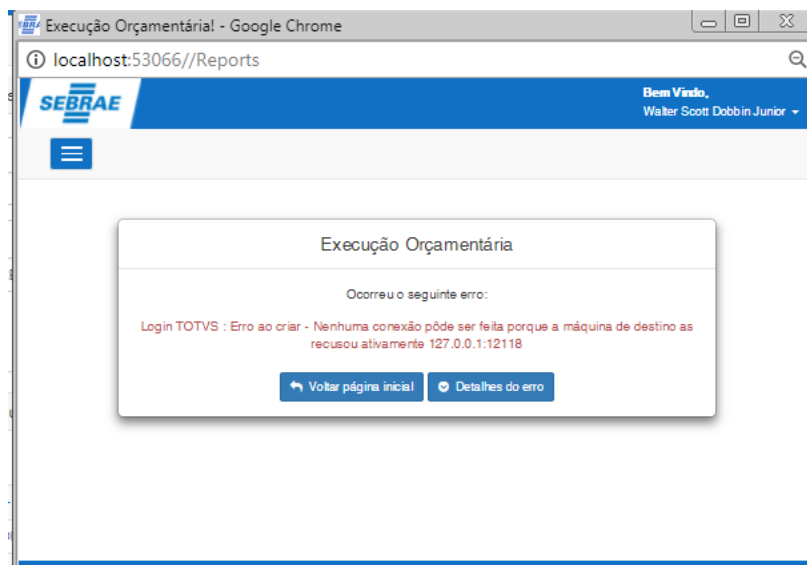 Execução Orçamentária! - Google Chrome
localhost:53066//Reports
SEBRAE
Bem Vindo,
Walter Scott Dobbin Junior
Execução Orçamentária
Ocorreu o seguinte erro:
Login TOTVS : Erro ao criar - Nenhuma conexão pôde ser feita porque a máquina de destino as
recusou ativamente 127.0.0.1:12118
Voltar página inicial
Detalhes do erro